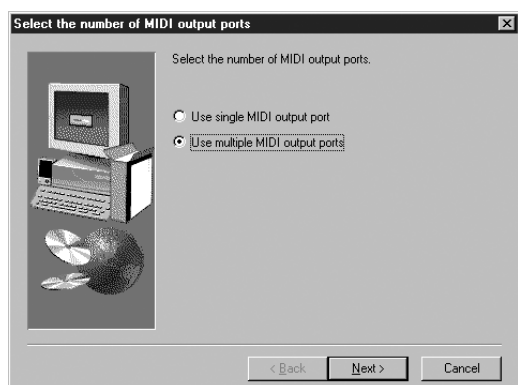 Select the number of MIDI output ports
Select the number of MIDI output ports.
Use single MIDI output port
Use multiple MIDI output ports
< Back
Next >
Cancel